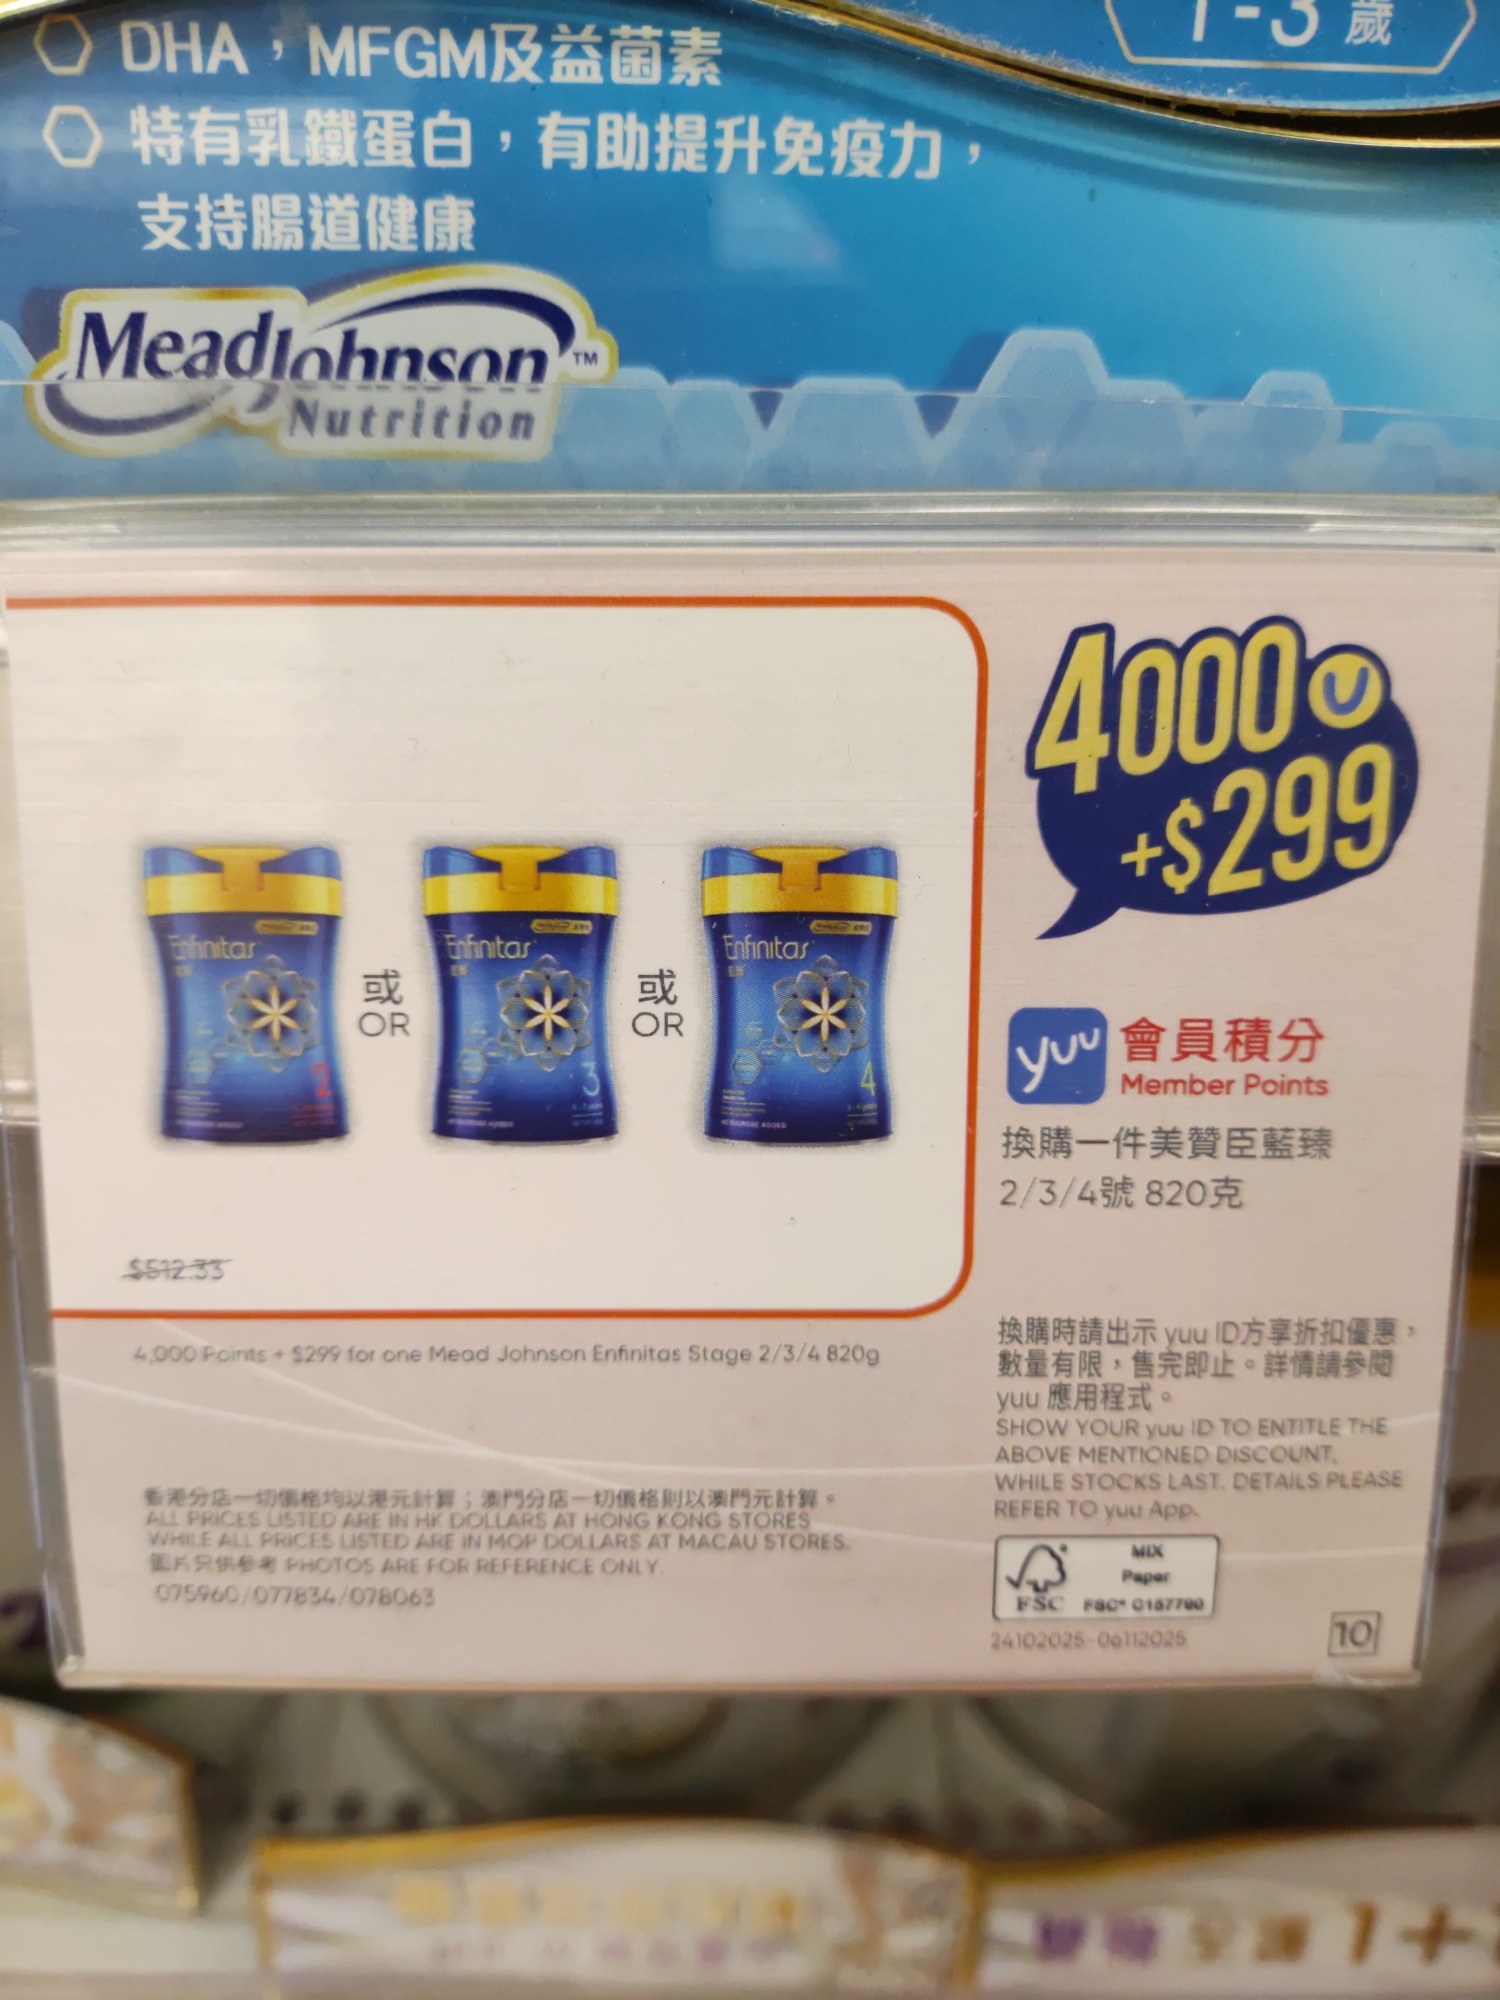 1-3 歲
DHA，MFGM及益菌素
特有乳鐵蛋白，有助提升免疫力，
支持腸道健康
MeadJohnson™
Nutrition
4000
+$299
Enfinitas
2
或
OR
Enfinitas
3
或
OR
Enfinitas
4
NO SUCROSE ADDED
$512.33
yuu 會員積分
Member Points
換購一件美贊臣藍臻
2/3/4號 820克
4,000 Points + $299 for one Mead Johnson Enfinitas Stage 2/3/4 820g
換購時請出示 yuu ID方享折扣優惠，
數量有限，售完即止。詳情請參閱
yuu 應用程式。
SHOW YOUR yuu ID TO ENTITLE THE
ABOVE MENTIONED DISCOUNT,
WHILE STOCKS LAST. DETAILS PLEASE
REFER TO yuu App.
香港分店一切價格均以港元計算；澳門分店一切價格則以澳門元計算。
ALL PRICES LISTED ARE IN HK DOLLARS AT HONG KONG STORES
WHILE ALL PRICES LISTED ARE IN MOP DOLLARS AT MACAU STORES.
圖片只供參考 PHOTOS ARE FOR REFERENCE ONLY.
075960/077834/078063
FSC
MIX
Paper
FSC® C157790
24102025-06112025
10